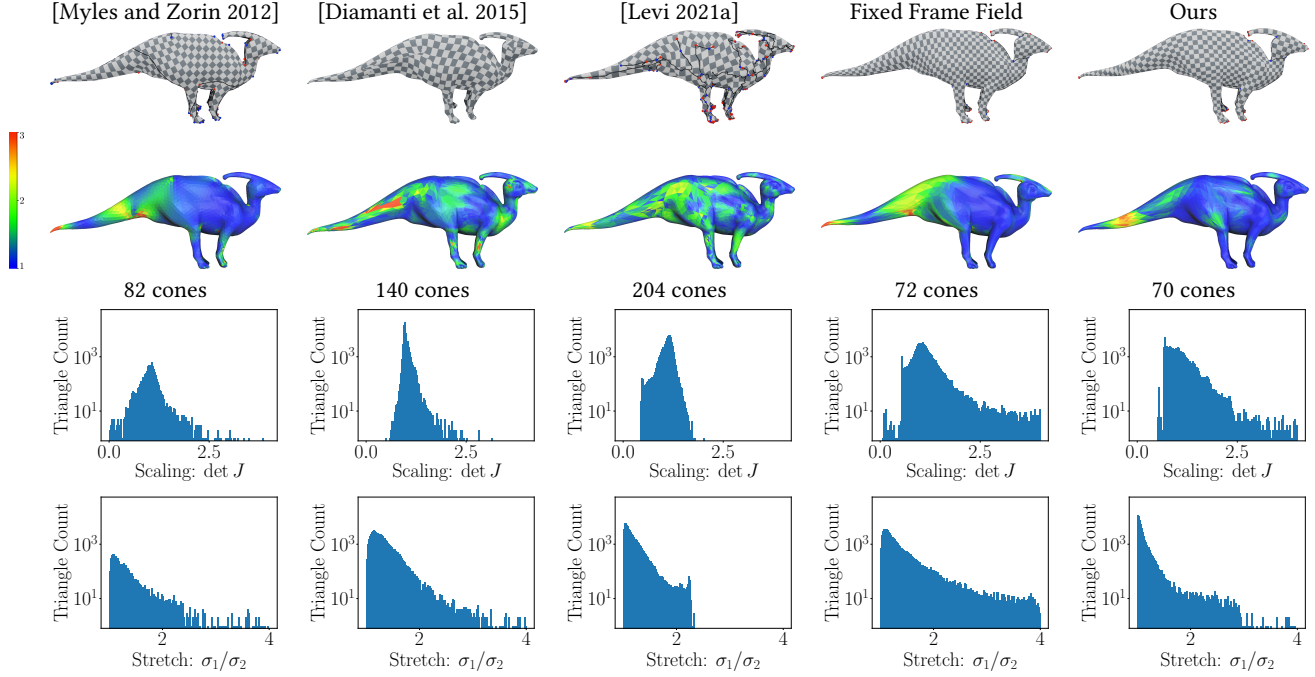 [Myles and Zorin 2012] [Diamanti et al. 2015] [Levi 2021a] Fixed Frame Field Ours
3
2
1
82 cones 140 cones 204 cones 72 cones 70 cones
Triangle Count Triangle Count Triangle Count Triangle Count Triangle Count
10³ 10³ 10³ 10³ 10³
10¹ 10¹ 10¹ 10¹ 10¹
0.0 2.5 0.0 2.5 0.0 2.5 0.0 2.5 0.0 2.5
Scaling: det J Scaling: det J Scaling: det J Scaling: det J Scaling: det J
Triangle Count Triangle Count Triangle Count Triangle Count Triangle Count
10³ 10³ 10³ 10³ 10³
10¹ 10¹ 10¹ 10¹ 10¹
2 4 2 4 2 4 2 4 2 4
Stretch: σ₁/σ₂ Stretch: σ₁/σ₂ Stretch: σ₁/σ₂ Stretch: σ₁/σ₂ Stretch: σ₁/σ₂